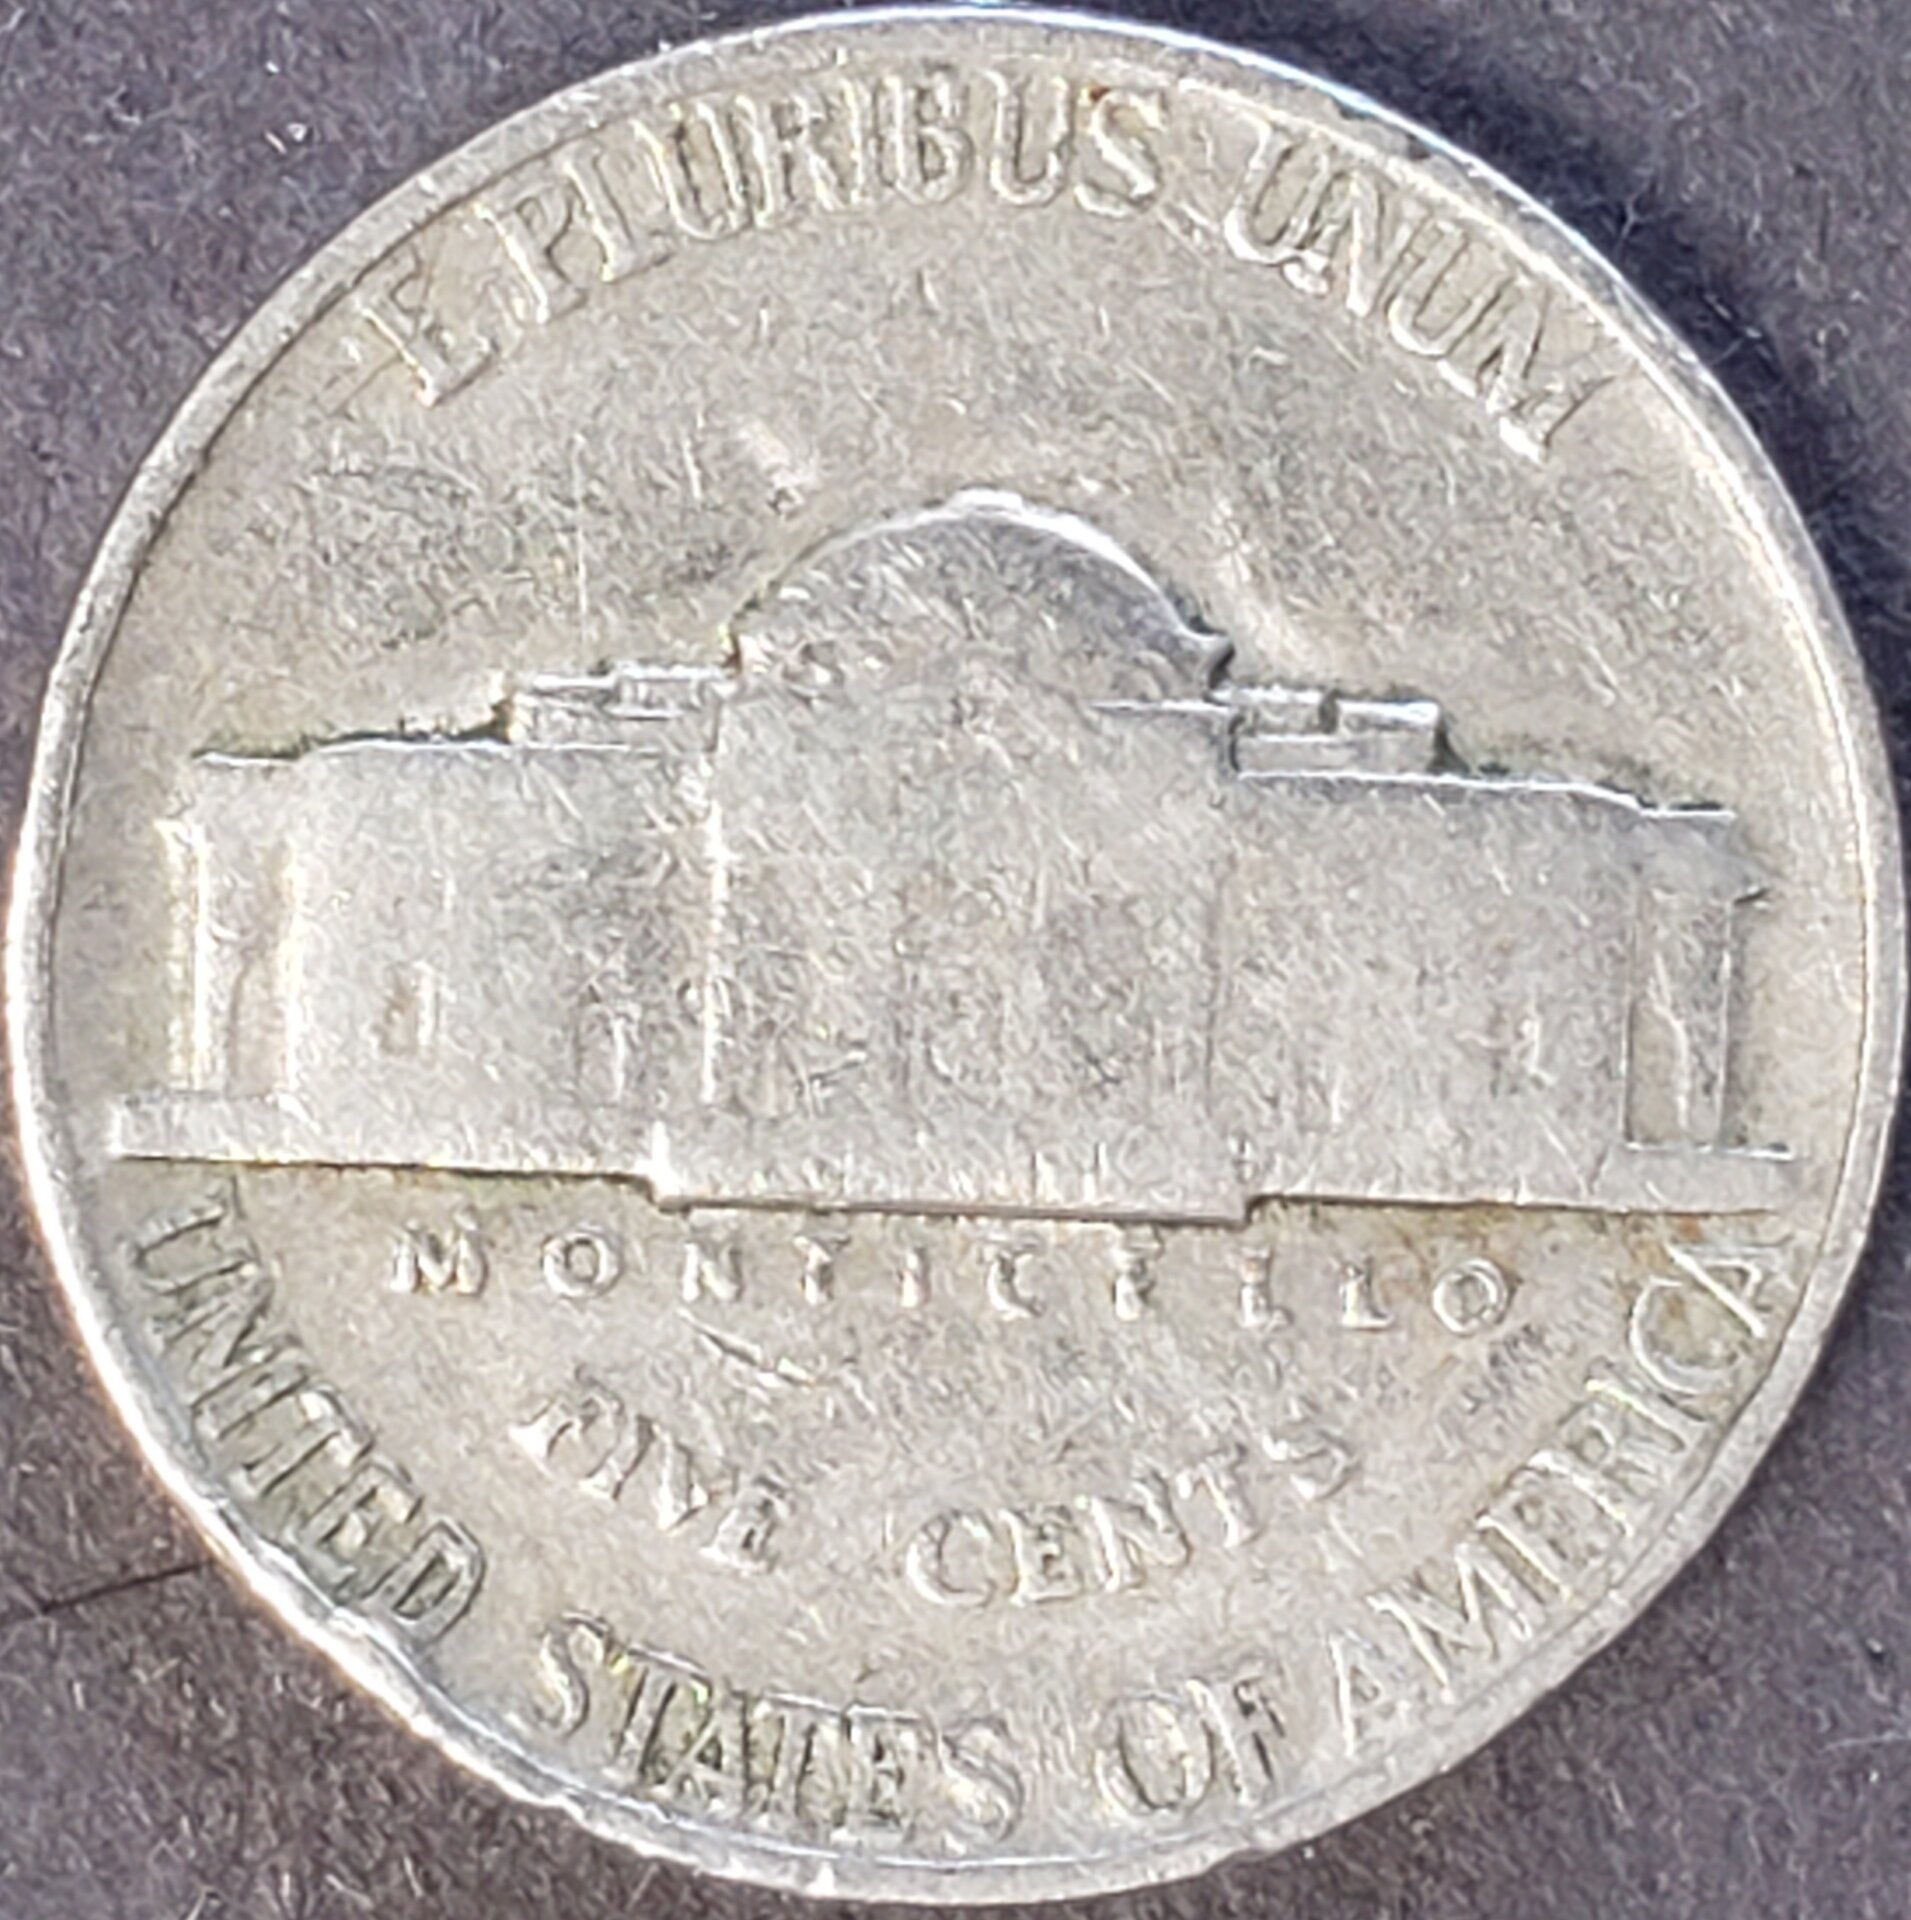 E PLURIBUS UNUM
MONTICELLO
FIVE CENTS
UNITED STATES OF AMERICA